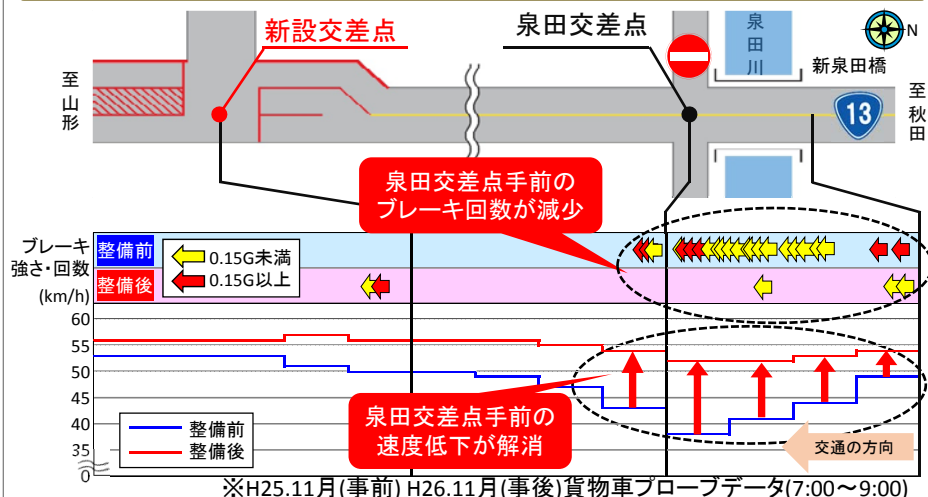 新設交差点
泉田交差点
泉田川
N
新泉田橋
至山形
13
至秋田
泉田交差点手前の
ブレーキ回数が減少
ブレーキ
強さ・回数
整備前
整備後
0.15G未満
0.15G以上
(km/h)
60
55
50
45
40
35
0
泉田交差点手前の
速度低下が解消
整備前
整備後
交通の方向
※H25.11月(事前) H26.11月(事後)貨物車プローブデータ(7:00～9:00)